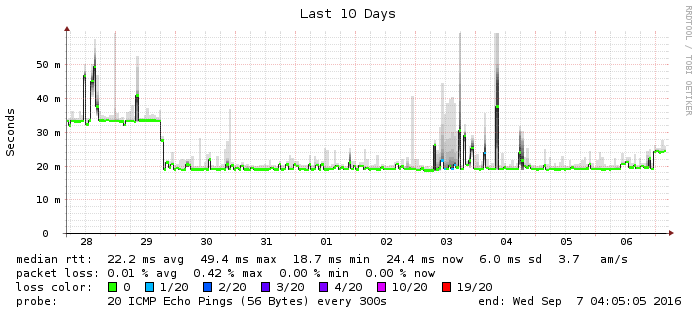 Last 10 Days
RRDTOOL / TOBI OETIKER
Seconds
50 m
40 m
30 m
20 m
10 m
0
28 29 30 31 01 02 03 04 05 06
median rtt: 22.2 ms avg 49.4 ms max 18.7 ms min 24.4 ms now 6.0 ms sd 3.7 am/s
packet loss: 0.01 % avg 0.42 % max 0.00 % min 0.00 % now
loss color: 0 1/20 2/20 3/20 4/20 10/20 19/20
probe: 20 ICMP Echo Pings (56 Bytes) every 300s end: Wed Sep 7 04:05:05 2016